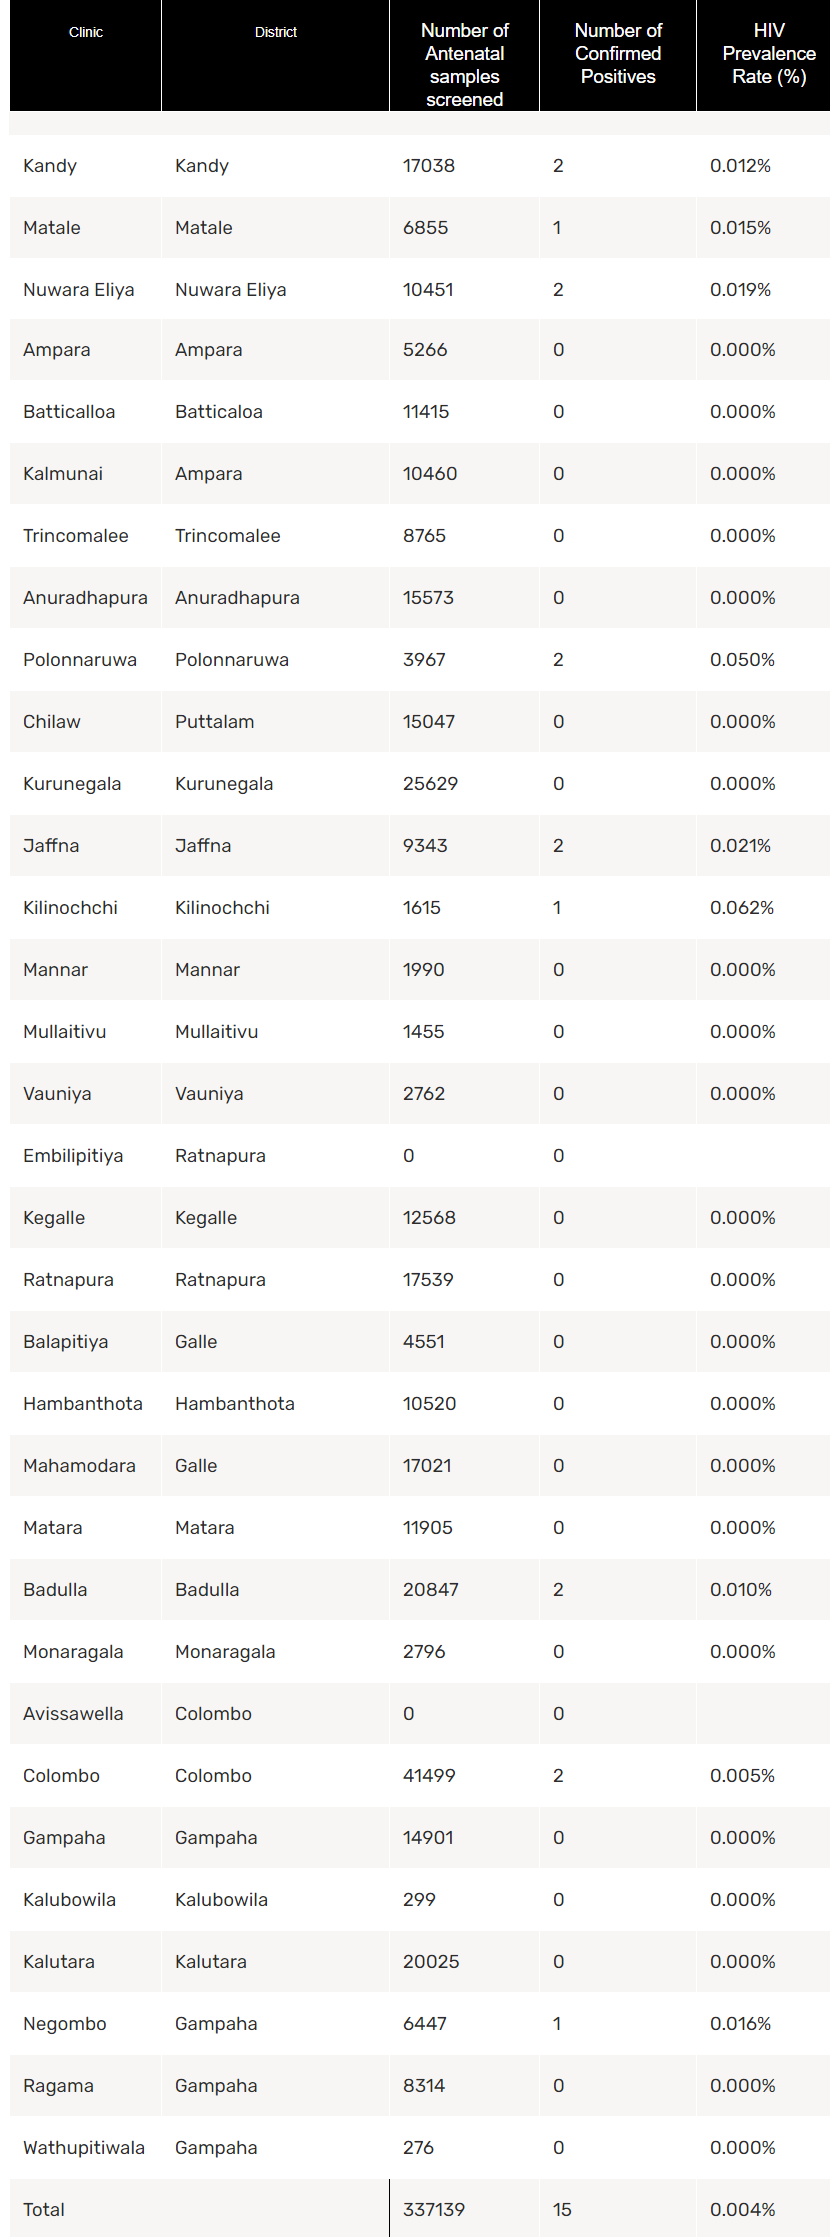 Clinic District Number of Antenatal samples screened Number of Confirmed Positives HIV Prevalence Rate (%)
Kandy Kandy 17038 2 0.012%
Matale Matale 6855 1 0.015%
Nuwara Eliya Nuwara Eliya 10451 2 0.019%
Ampara Ampara 5266 0 0.000%
Batticalloa Batticaloa 11415 0 0.000%
Kalmunai Ampara 10460 0 0.000%
Trincomalee Trincomalee 8765 0 0.000%
Anuradhapura Anuradhapura 15573 0 0.000%
Polonnaruwa Polonnaruwa 3967 2 0.050%
Chilaw Puttalam 15047 0 0.000%
Kurunegala Kurunegala 25629 0 0.000%
Jaffna Jaffna 9343 2 0.021%
Kilinochchi Kilinochchi 1615 1 0.062%
Mannar Mannar 1990 0 0.000%
Mullaitivu Mullaitivu 1455 0 0.000%
Vauniya Vauniya 2762 0 0.000%
Embilipitiya Ratnapura 0 0
Kegalle Kegalle 12568 0 0.000%
Ratnapura Ratnapura 17539 0 0.000%
Balapitiya Galle 4551 0 0.000%
Hambanthota Hambanthota 10520 0 0.000%
Mahamodara Galle 17021 0 0.000%
Matara Matara 11905 0 0.000%
Badulla Badulla 20847 2 0.010%
Monaragala Monaragala 2796 0 0.000%
Avissawella Colombo 0 0
Colombo Colombo 41499 2 0.005%
Gampaha Gampaha 14901 0 0.000%
Kalubowila Kalubowila 299 0 0.000%
Kalutara Kalutara 20025 0 0.000%
Negombo Gampaha 6447 1 0.016%
Ragama Gampaha 8314 0 0.000%
Wathupitiwala Gampaha 276 0 0.000%
Total 337139 15 0.004%